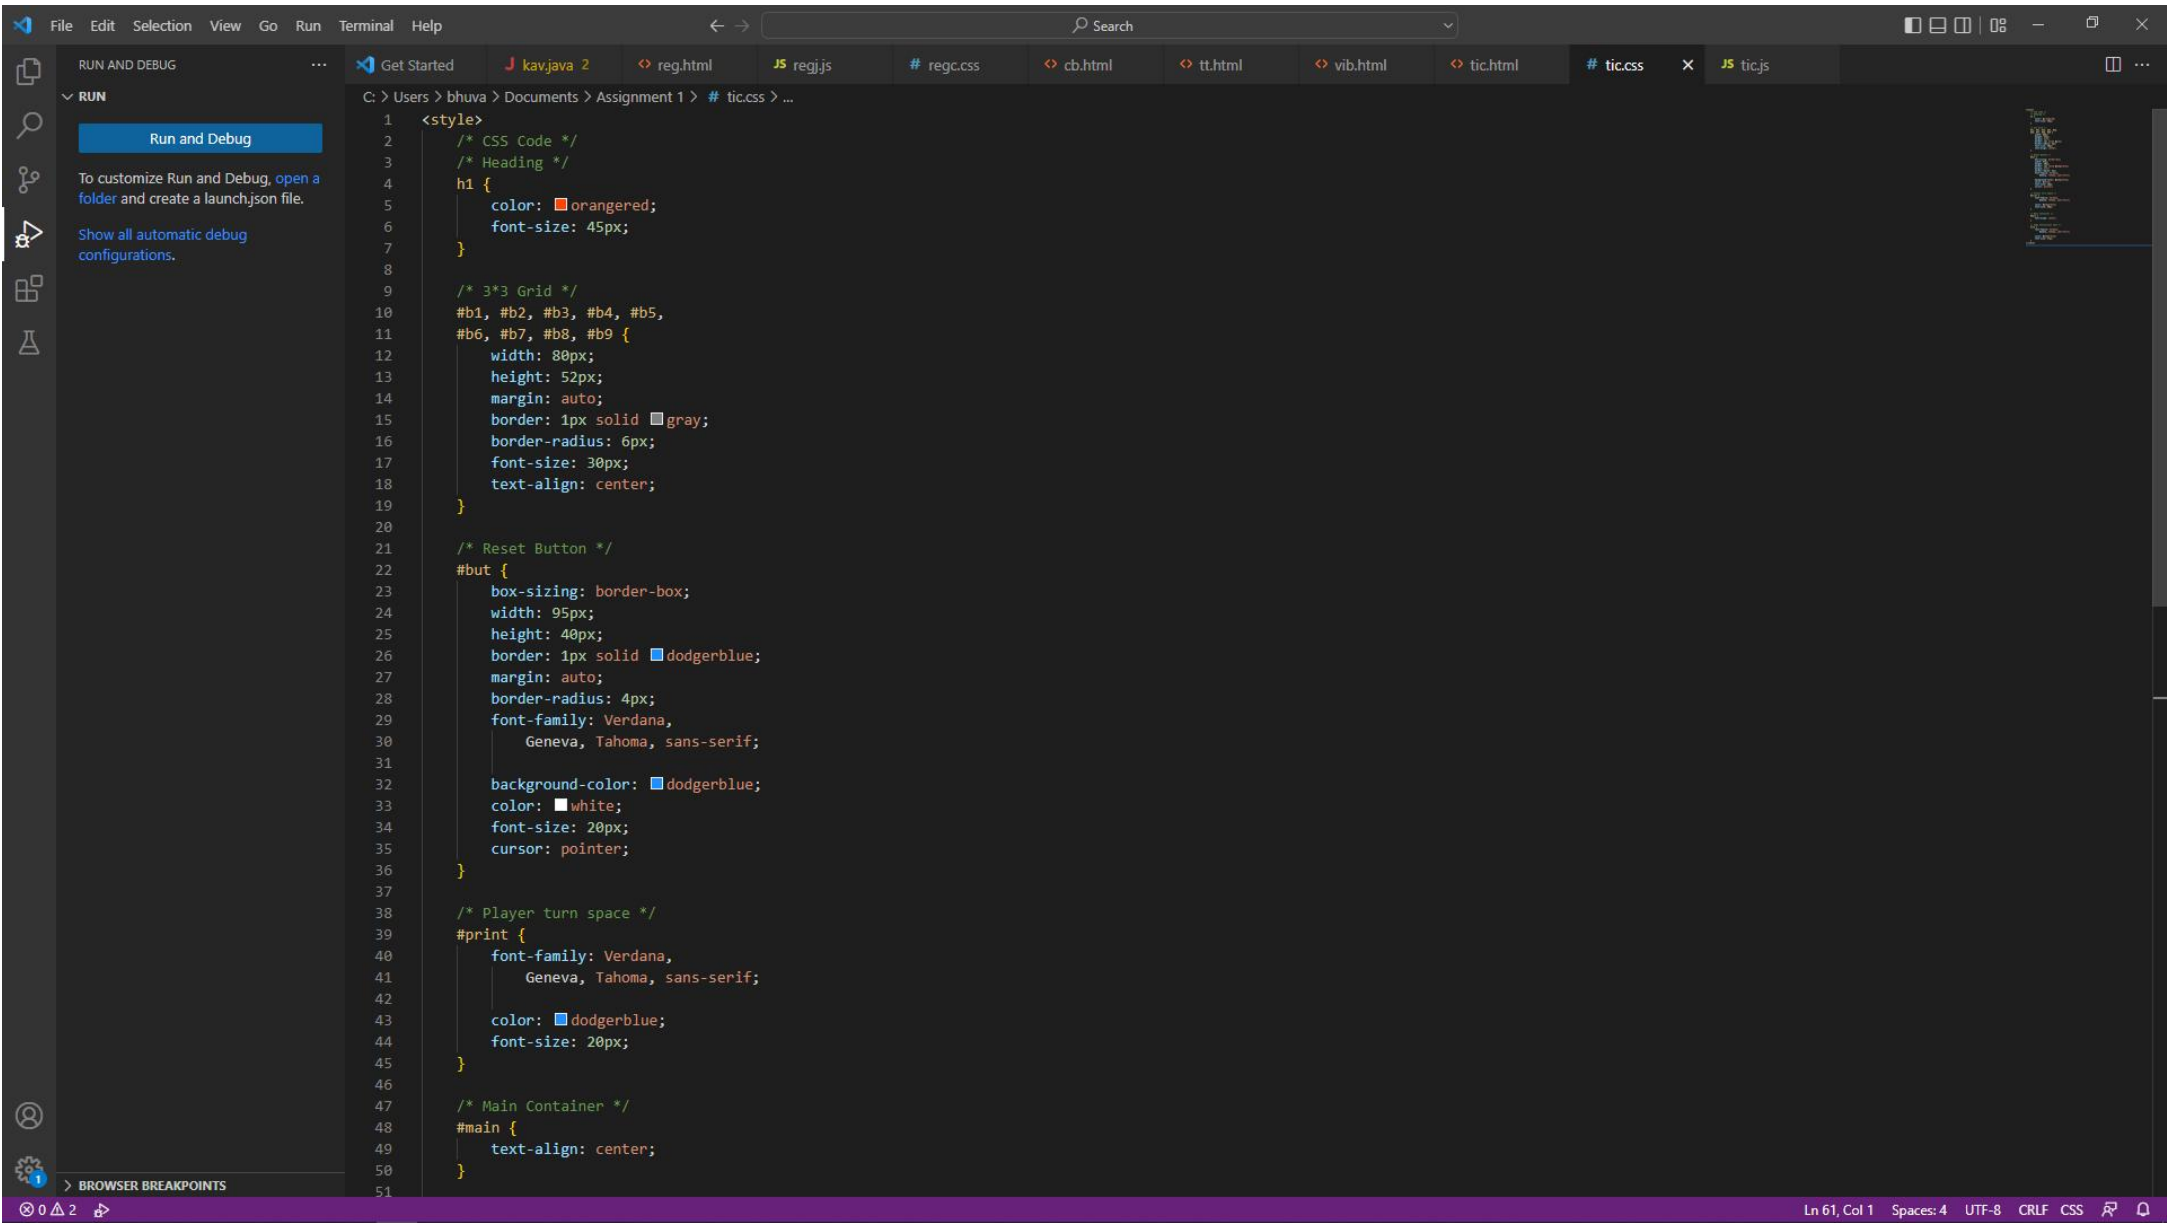 File Edit Selection View Go Run Terminal Help
Search
RUN AND DEBUG ...
Get Started
kav.java 2
reg.html
JS regj.js
# regc.css
cb.html
tt.html
vib.html
tic.html
# tic.css
JS tic.js
RUN
Run and Debug
To customize Run and Debug, open a
folder and create a launch.json file.
Show all automatic debug
configurations.
C: > Users > bhuva > Documents > Assignment 1 > # tic.css > ...
1 <style>
2 /* CSS Code */
3 /* Heading */
4 h1 {
5 color: orangered;
6 font-size: 45px;
7 }
8
9 /* 3*3 Grid */
10 #b1, #b2, #b3, #b4, #b5,
11 #b6, #b7, #b8, #b9 {
12 width: 80px;
13 height: 52px;
14 margin: auto;
15 border: 1px solid gray;
16 border-radius: 6px;
17 font-size: 30px;
18 text-align: center;
19 }
20
21 /* Reset Button */
22 #but {
23 box-sizing: border-box;
24 width: 95px;
25 height: 40px;
26 border: 1px solid dodgerblue;
27 margin: auto;
28 border-radius: 4px;
29 font-family: Verdana,
30 Geneva, Tahoma, sans-serif;
31
32 background-color: dodgerblue;
33 color: white;
34 font-size: 20px;
35 cursor: pointer;
36 }
37
38 /* Player turn space */
39 #print {
40 font-family: Verdana,
41 Geneva, Tahoma, sans-serif;
42
43 color: dodgerblue;
44 font-size: 20px;
45 }
46
47 /* Main Container */
48 #main {
49 text-align: center;
50 }
51
1
BROWSER BREAKPOINTS
0 2
Ln 61, Col 1 Spaces: 4 UTF-8 CRLF CSS